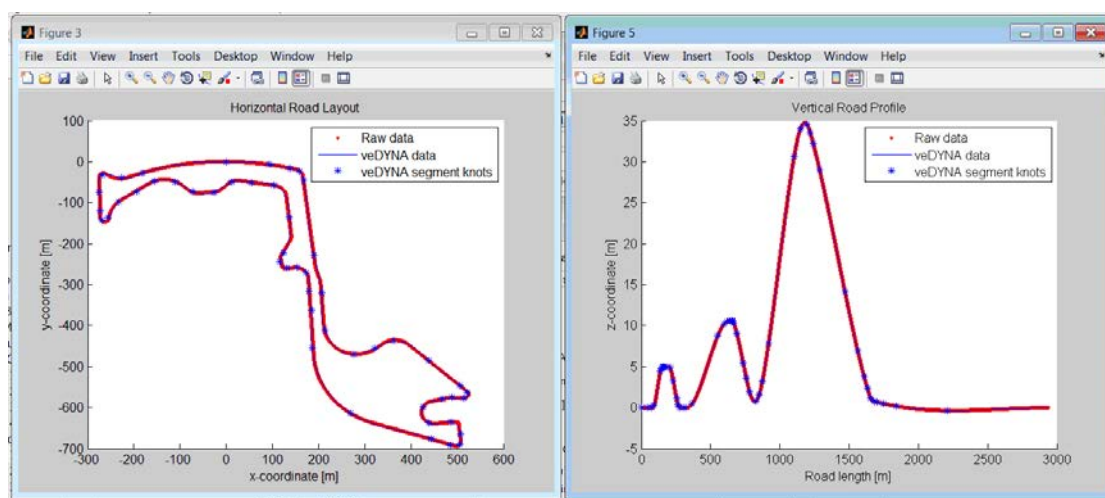 Figure 3
File Edit View Insert Tools Desktop Window Help
Horizontal Road Layout
Raw data
veDYNA data
veDYNA segment knots
100
0
-100
-200
-300
-400
-500
-600
-700
y-coordinate [m]
-300 -200 -100 0 100 200 300 400 500 600
x-coordinate [m]
Figure 5
File Edit View Insert Tools Desktop Window Help
Vertical Road Profile
Raw data
veDYNA data
veDYNA segment knots
35
30
25
20
15
10
5
0
-5
z-coordinate [m]
0 500 1000 1500 2000 2500 3000
Road length [m]